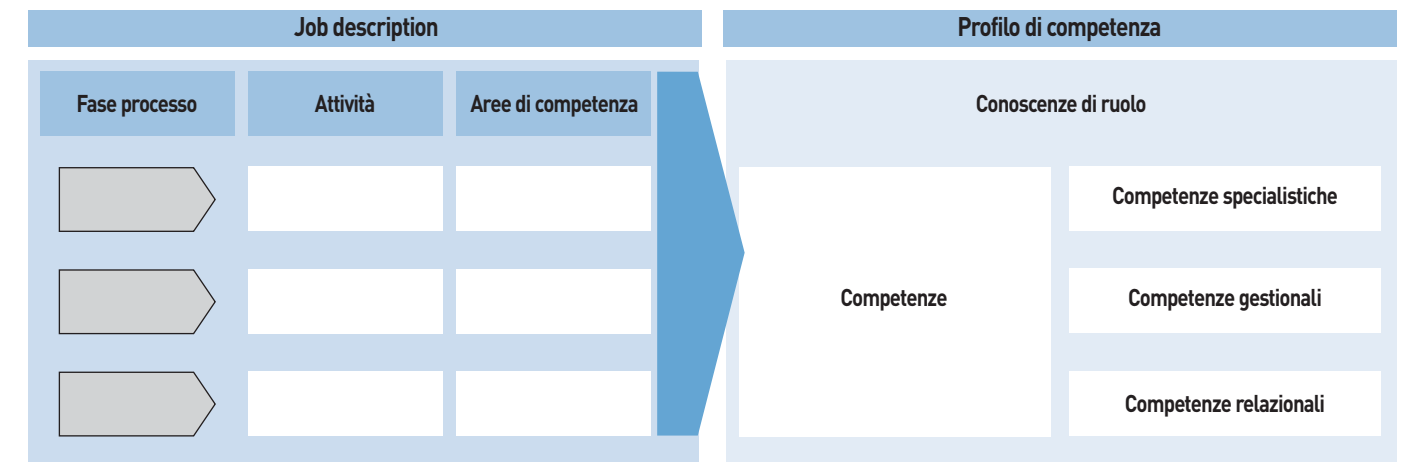 Job description
Profilo di competenza
Fase processo
Attività
Aree di competenza
Conoscenze di ruolo
Competenze
Competenze specialistiche
Competenze gestionali
Competenze relazionali